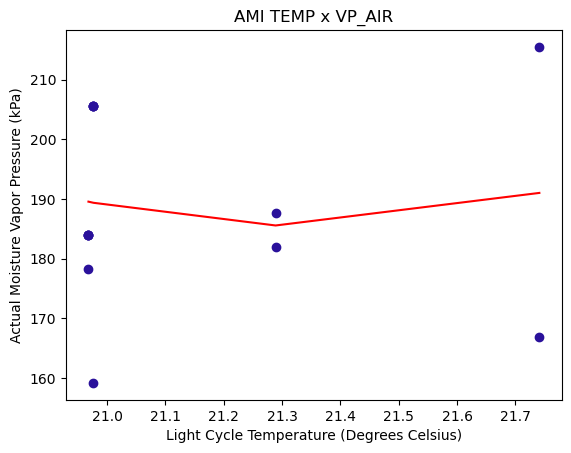 AMI TEMP x VP_AIR
Actual Moisture Vapor Pressure (kPa)
210
200
190
180
170
160
21.0 21.1 21.2 21.3 21.4 21.5 21.6 21.7
Light Cycle Temperature (Degrees Celsius)